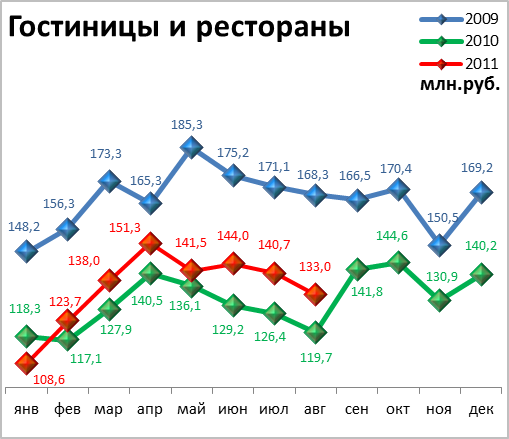 Гостиницы и рестораны
2009
2010
2011
млн.руб.
148,2 156,3 173,3 165,3 185,3 175,2 171,1 168,3 166,5 170,4 150,5 169,2
118,3 117,1 127,9 140,5 136,1 129,2 126,4 119,7 141,8 144,6 130,9 140,2
108,6 123,7 138,0 151,3 141,5 144,0 140,7 133,0
янв фев мар апр май июн июл авг сен окт ноя дек